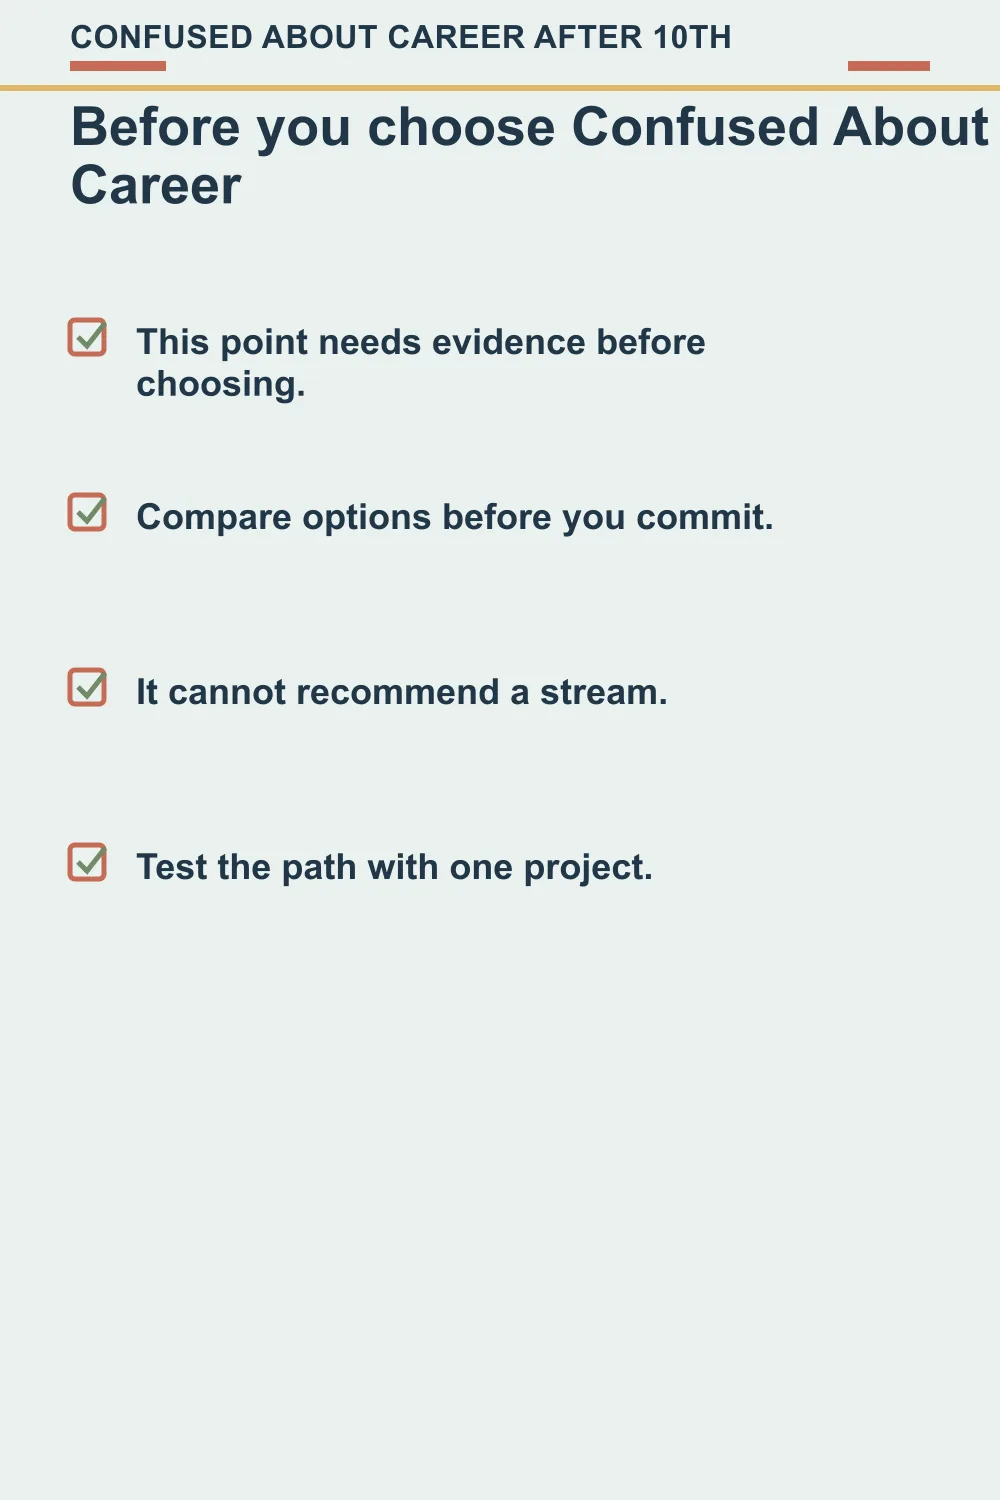 CONFUSED ABOUT CAREER AFTER 10TH
Before you choose Confused About
Career
This point needs evidence before
choosing.
Compare options before you commit.
It cannot recommend a stream.
Test the path with one project.